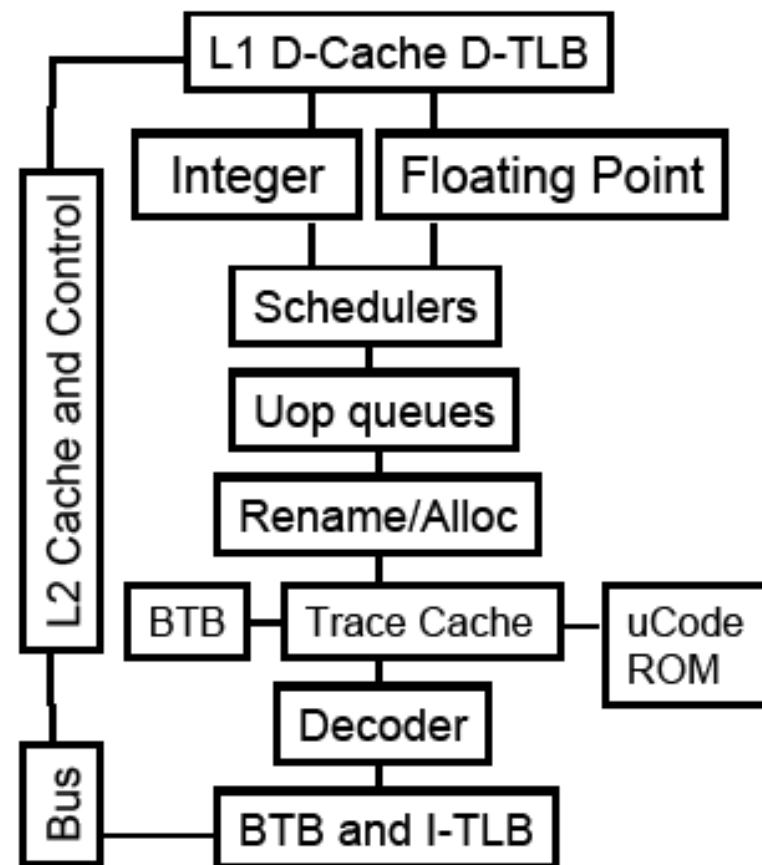 L1 D-Cache D-TLB
Integer
Floating Point
L2 Cache and Control
Schedulers
Uop queues
Rename/Alloc
BTB
Trace Cache
uCode
ROM
Decoder
Bus
BTB and I-TLB